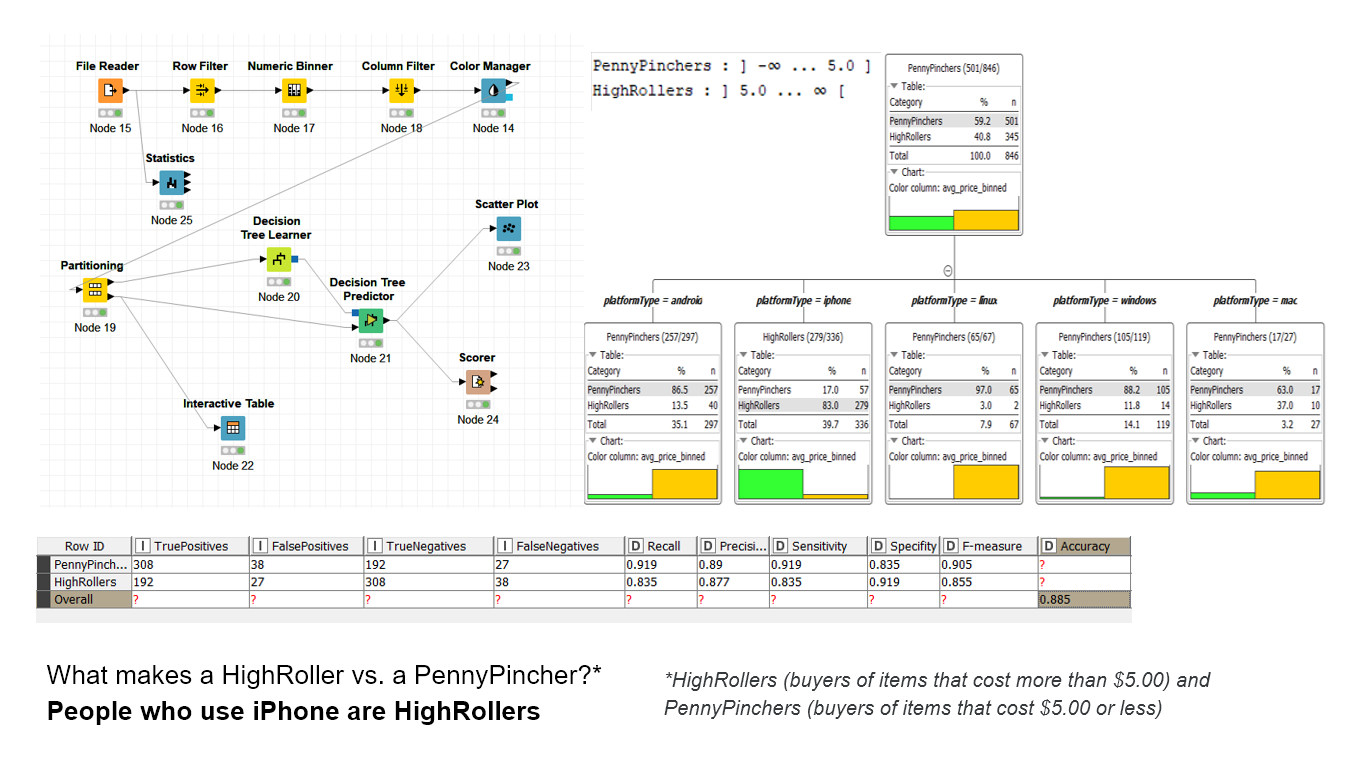 File Reader
Row Filter
Numeric Binner
Column Filter
Color Manager
Node 15
Node 16
Node 17
Node 18
Node 14
Statistics
Node 25
Decision
Tree Learner
Node 20
Scatter Plot
Node 23
Partitioning
Node 19
Decision Tree
Predictor
Node 21
Scorer
Node 24
Interactive Table
Node 22
PennyPinchers : ] -∞ ... 5.0 ]
HighRollers : ] 5.0 ... ∞ [
PennyPinchers (501/846)
Table:
Category % n
PennyPinchers 59.2 501
HighRollers 40.8 345
Total 100.0 846
Chart:
Color column: avg_price_binned
platformType = android
PennyPinchers (257/297)
Table:
Category % n
PennyPinchers 86.5 257
HighRollers 13.5 40
Total 35.1 297
Chart:
Color column: avg_price_binned
platformType = iphone
HighRollers (279/336)
Table:
Category % n
PennyPinchers 17.0 57
HighRollers 83.0 279
Total 39.7 336
Chart:
Color column: avg_price_binned
platformType = linux
PennyPinchers (65/67)
Table:
Category % n
PennyPinchers 97.0 65
HighRollers 3.0 2
Total 7.9 67
Chart:
Color column: avg_price_binned
platformType = windows
PennyPinchers (105/119)
Table:
Category % n
PennyPinchers 88.2 105
HighRollers 11.8 14
Total 14.1 119
Chart:
Color column: avg_price_binned
platformType = mac
PennyPinchers (17/27)
Table:
Category % n
PennyPinchers 63.0 17
HighRollers 37.0 10
Total 3.2 27
Chart:
Color column: avg_price_binned
Row ID I TruePositives I FalsePositives I TrueNegatives I FalseNegatives D Recall D Precisi... D Sensitivity D Specifity D F-measure D Accuracy
PennyPinch... 308 38 192 27 0.919 0.89 0.919 0.835 0.905 ?
HighRollers 192 27 308 38 0.835 0.877 0.835 0.919 0.855 ?
Overall ? ? ? ? ? ? ? ? ? 0.885
What makes a HighRoller vs. a PennyPincher?*
People who use iPhone are HighRollers
*HighRollers (buyers of items that cost more than $5.00) and
PennyPinchers (buyers of items that cost $5.00 or less)